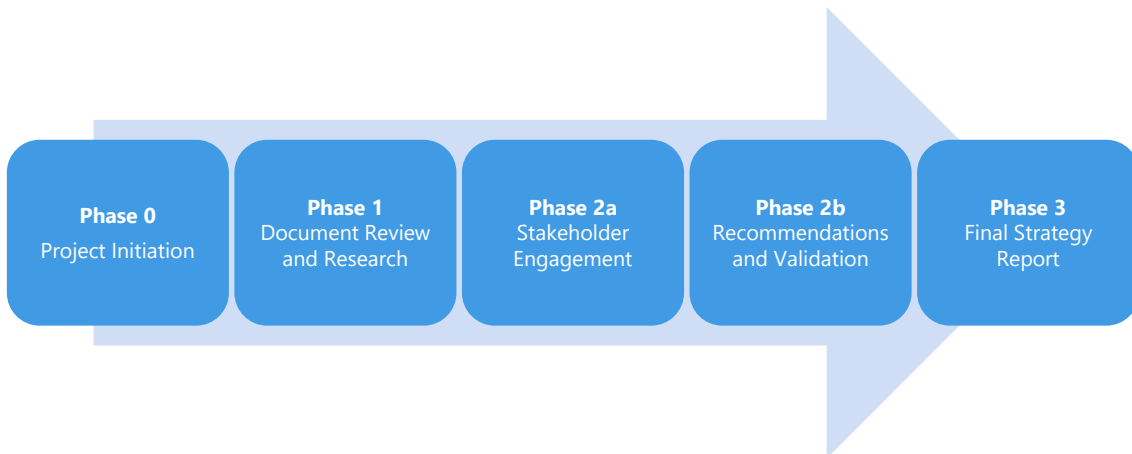 Phase 0
Project Initiation
Phase 1
Document Review
and Research
Phase 2a
Stakeholder
Engagement
Phase 2b
Recommendations
and Validation
Phase 3
Final Strategy
Report